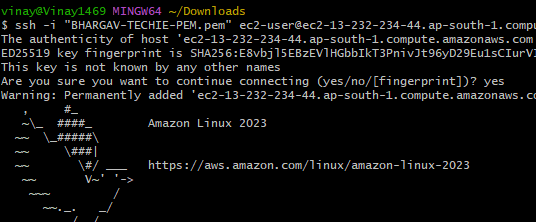 vinay@Vinay1469 MINGW64 ~/Downloads
$ ssh -i "BHARGAV-TECHIE-PEM.pem" ec2-user@ec2-13-232-234-44.ap-south-1.compu
The authenticity of host 'ec2-13-232-234-44.ap-south-1.compute.amazonaws.com
ED25519 key fingerprint is SHA256:E8vbjl5EBzEVlHGbbIkT3PnivJt96yD29Eu1sCIurVI
This key is not known by any other names
Are you sure you want to continue connecting (yes/no/[fingerprint])? yes
Warning: Permanently added 'ec2-13-232-234-44.ap-south-1.compute.amazonaws.co
   ,     #_
   ~\_  ####_        Amazon Linux 2023
  ~~  \_#####\
  ~~     \###|
  ~~       \#/ ___   https://aws.amazon.com/linux/amazon-linux-2023
   ~~       V~' '->
    ~~~         /
      ~~._.   _/
         _/ _/